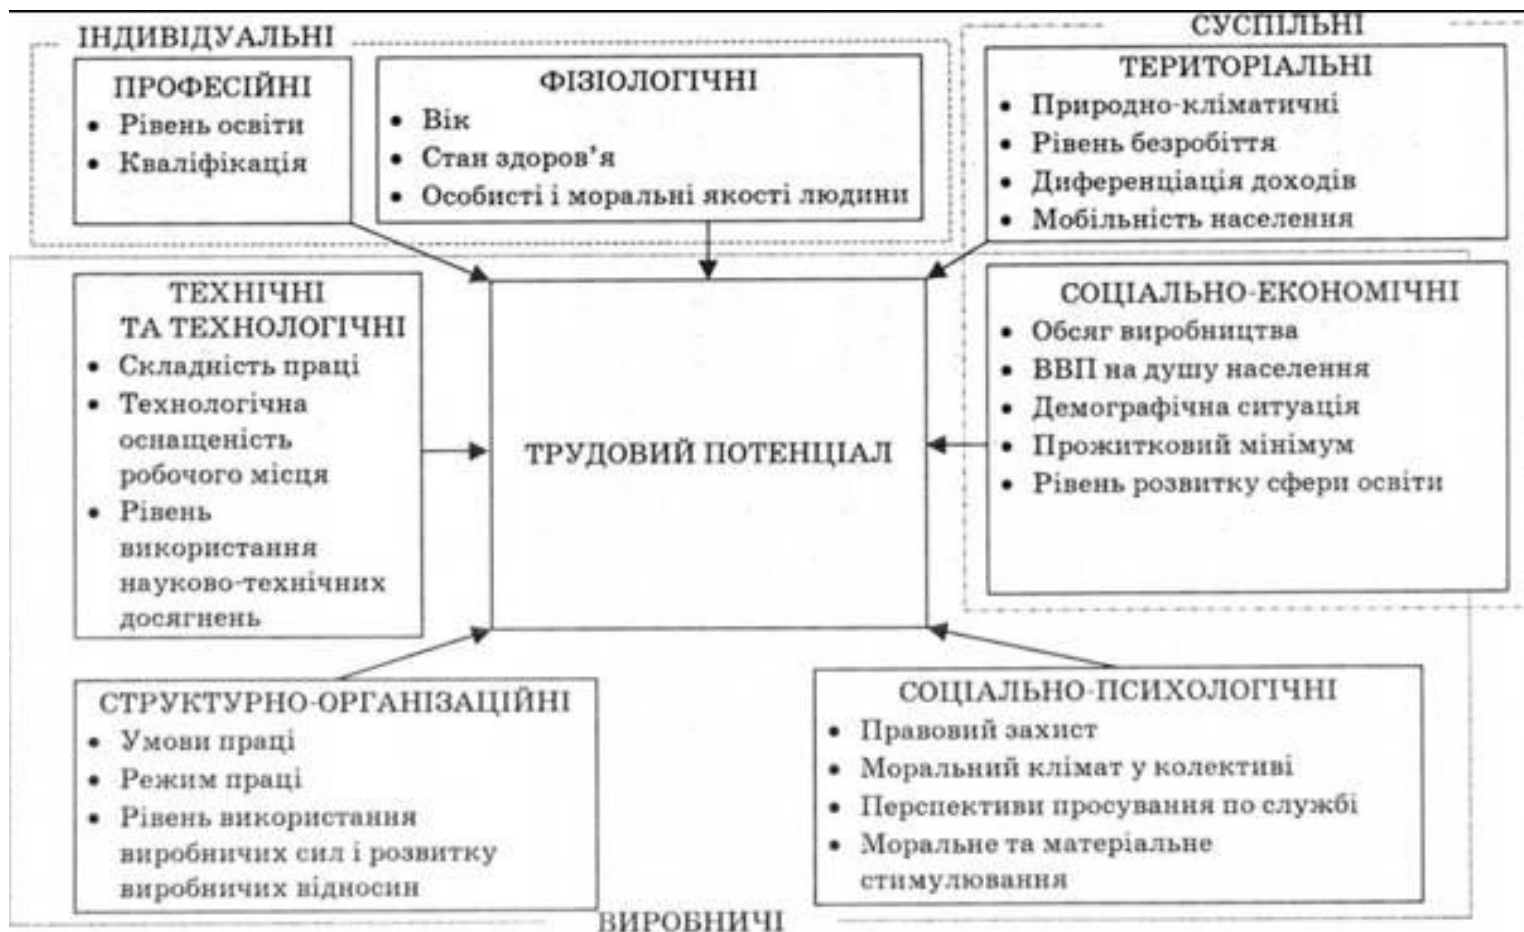 ІНДИВІДУАЛЬНІ
ПРОФЕСІЙНІ
• Рівень освіти
• Кваліфікація
ФІЗІОЛОГІЧНІ
• Вік
• Стан здоров’я
• Особисті і моральні якості людини
СУСПІЛЬНІ
ТЕРИТОРІАЛЬНІ
• Природно-кліматичні
• Рівень безробіття
• Диференціація доходів
• Мобільність населення
ТЕХНІЧНІ
ТА ТЕХНОЛОГІЧНІ
• Складність праці
• Технологічна
оснащеність
робочого місця
• Рівень
використання
науково-технічних
досягнень
ТРУДОВИЙ ПОТЕНЦІАЛ
СОЦІАЛЬНО-ЕКОНОМІЧНІ
• Обсяг виробництва
• ВВП на душу населення
• Демографічна ситуація
• Прожитковий мінімум
• Рівень розвитку сфери освіти
СТРУКТУРНО-ОРГАНІЗАЦІЙНІ
• Умови праці
• Режим праці
• Рівень використання
виробничих сил і розвитку
виробничих відносин
СОЦІАЛЬНО-ПСИХОЛОГІЧНІ
• Правовий захист
• Моральний клімат у колективі
• Перспективи просування по службі
• Моральне та матеріальне
стимулювання
ВИРОБНИЧІ